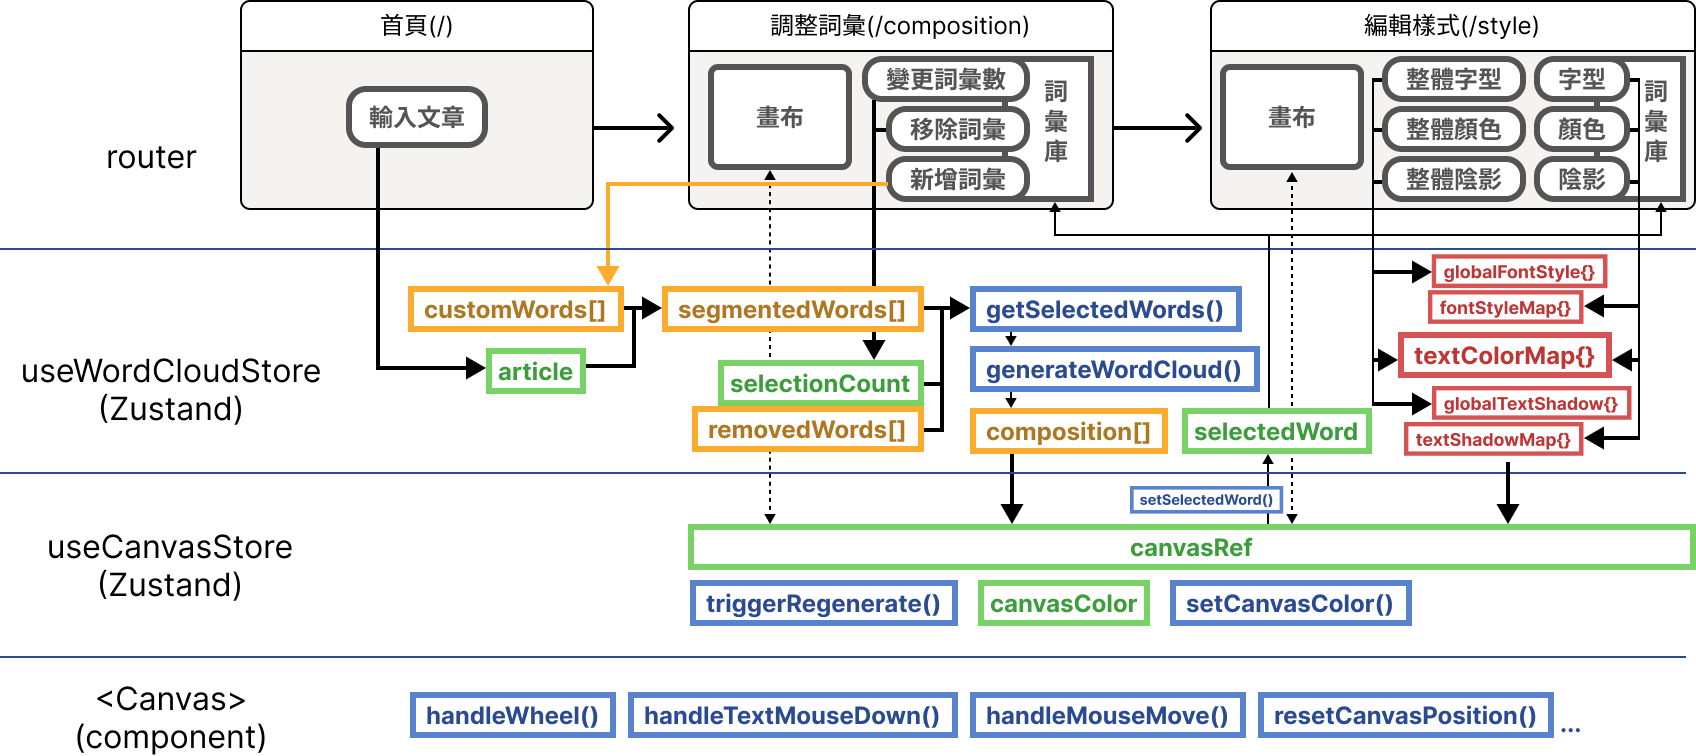 首頁(/)
調整詞彙(/composition)
編輯樣式(/style)
router
輸入文章
畫布
變更詞彙數
移除詞彙
新增詞彙
詞彙庫
畫布
整體字型
整體顏色
整體陰影
字型
顏色
陰影
詞彙庫
useWordCloudStore
(Zustand)
customWords[]
article
segmentedWords[]
selectionCount
removedWords[]
getSelectedWords()
generateWordCloud()
composition[]
selectedWord
globalFontStyle{}
fontStyleMap{}
textColorMap{}
globalTextShadow{}
textShadowMap{}
setSelectedWord()
useCanvasStore
(Zustand)
canvasRef
triggerRegenerate()
canvasColor
setCanvasColor()
<Canvas>
(component)
handleWheel()
handleTextMouseDown()
handleMouseMove()
resetCanvasPosition()
...